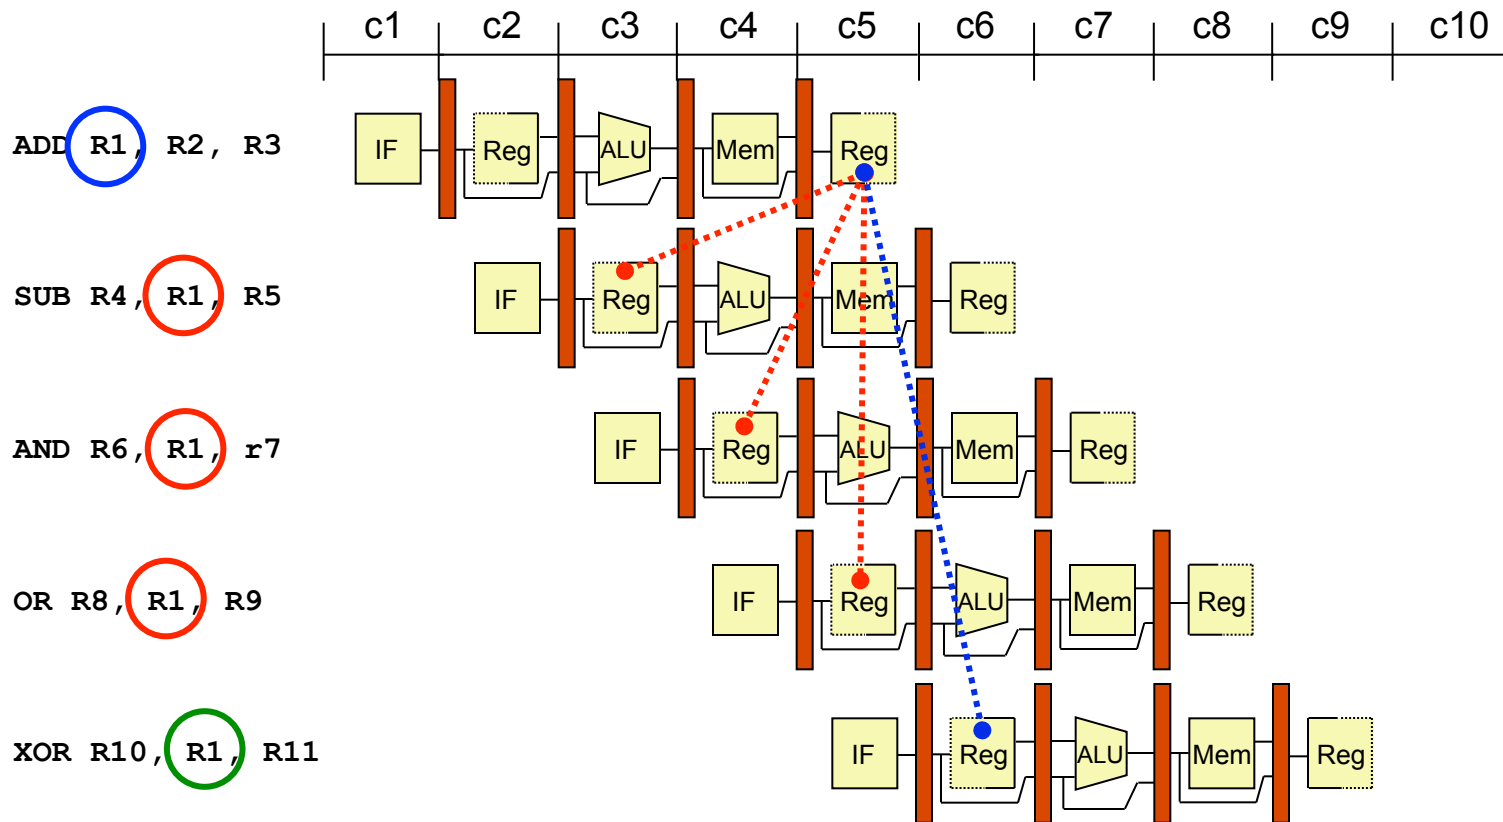 c1 c2 c3 c4 c5 c6 c7 c8 c9 c10
ADD R1, R2, R3 IF Reg ALU Mem Reg
SUB R4, R1, R5 IF Reg ALU Mem Reg
AND R6, R1, r7 IF Reg ALU Mem Reg
OR R8, R1, R9 IF Reg ALU Mem Reg
XOR R10, R1, R11 IF Reg ALU Mem Reg